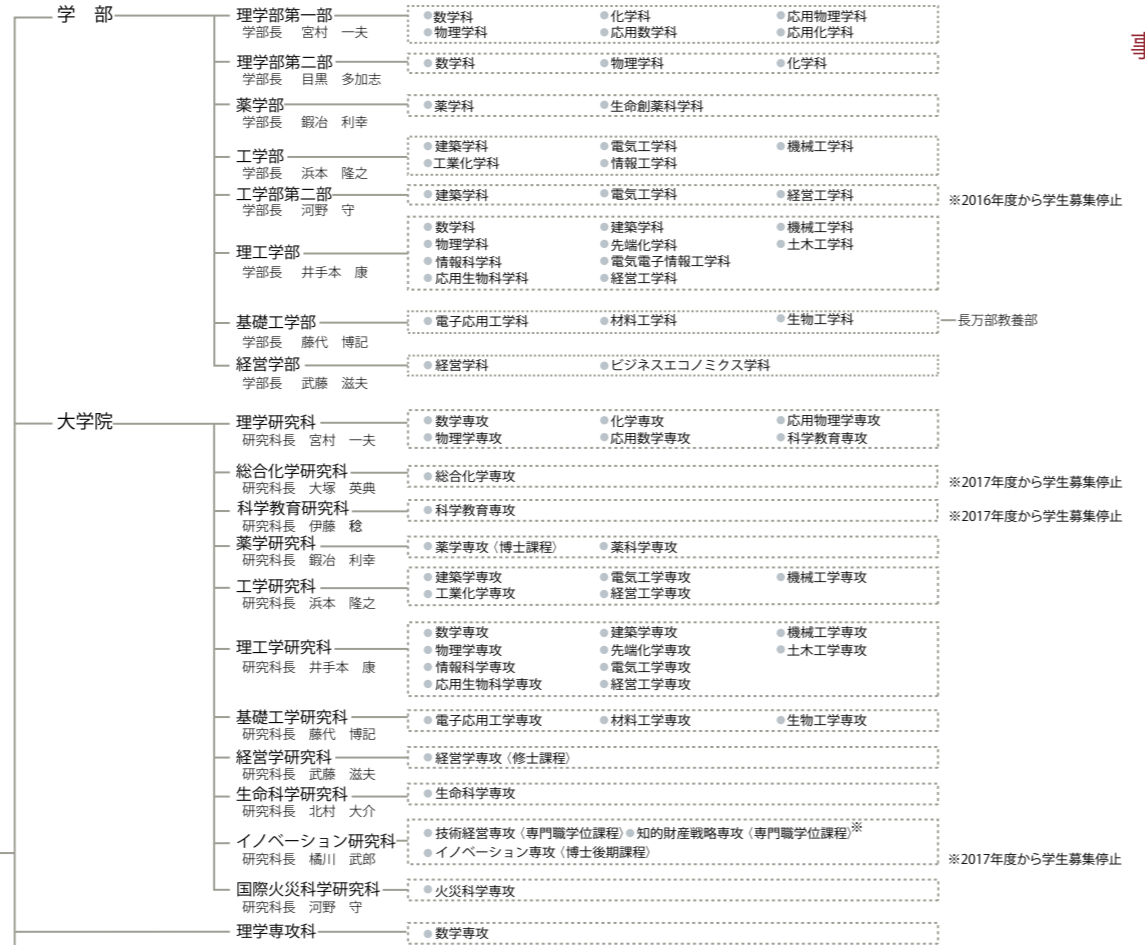 学　部
理学部第一部
学部長　宮村　一夫
●数学科　●化学科　●応用物理学科
●物理学科　●応用数学科　●応用化学科
理学部第二部
学部長　目黒　多加志
●数学科　●物理学科　●化学科
薬学部
学部長　鍜冶　利幸
●薬学科　●生命創薬科学科
工学部
学部長　浜本　隆之
●建築学科　●電気工学科　●機械工学科
●工業化学科　●情報工学科
工学部第二部
学部長　河野　守
●建築学科　●電気工学科　●経営工学科
※2016年度から学生募集停止
理工学部
学部長　井手本　康
●数学科　●建築学科　●機械工学科
●物理学科　●先端化学科　●土木工学科
●情報科学科　●電気電子情報工学科
●応用生物科学科　●経営工学科
基礎工学部
学部長　藤代　博記
●電子応用工学科　●材料工学科　●生物工学科
長万部教養部
経営学部
学部長　武藤　滋夫
●経営学科　●ビジネスエコノミクス学科
大学院
理学研究科
研究科長　宮村　一夫
●数学専攻　●化学専攻　●応用物理学専攻
●物理学専攻　●応用数学専攻　●科学教育専攻
総合化学研究科
研究科長　大塚　英典
●総合化学専攻
※2017年度から学生募集停止
科学教育研究科
研究科長　伊藤　稔
●科学教育専攻
※2017年度から学生募集停止
薬学研究科
研究科長　鍜冶　利幸
●薬学専攻〈博士課程〉　●薬科学専攻
工学研究科
研究科長　浜本　隆之
●建築学専攻　●電気工学専攻　●機械工学専攻
●工業化学専攻　●経営工学専攻
理工学研究科
研究科長　井手本　康
●数学専攻　●建築学専攻　●機械工学専攻
●物理学専攻　●先端化学専攻　●土木工学専攻
●情報科学専攻　●電気工学専攻
●応用生物科学専攻　●経営工学専攻
基礎工学研究科
研究科長　藤代　博記
●電子応用工学専攻　●材料工学専攻　●生物工学専攻
経営学研究科
研究科長　武藤　滋夫
●経営学専攻〈修士課程〉
生命科学研究科
研究科長　北村　大介
●生命科学専攻
イノベーション研究科
研究科長　橘川　武郎
●技術経営専攻〈専門職学位課程〉●知的財産戦略専攻〈専門職学位課程〉※
●イノベーション専攻〈博士後期課程〉
※2017年度から学生募集停止
国際火災科学研究科
研究科長　河野　守
●火災科学専攻
理学専攻科
●数学専攻